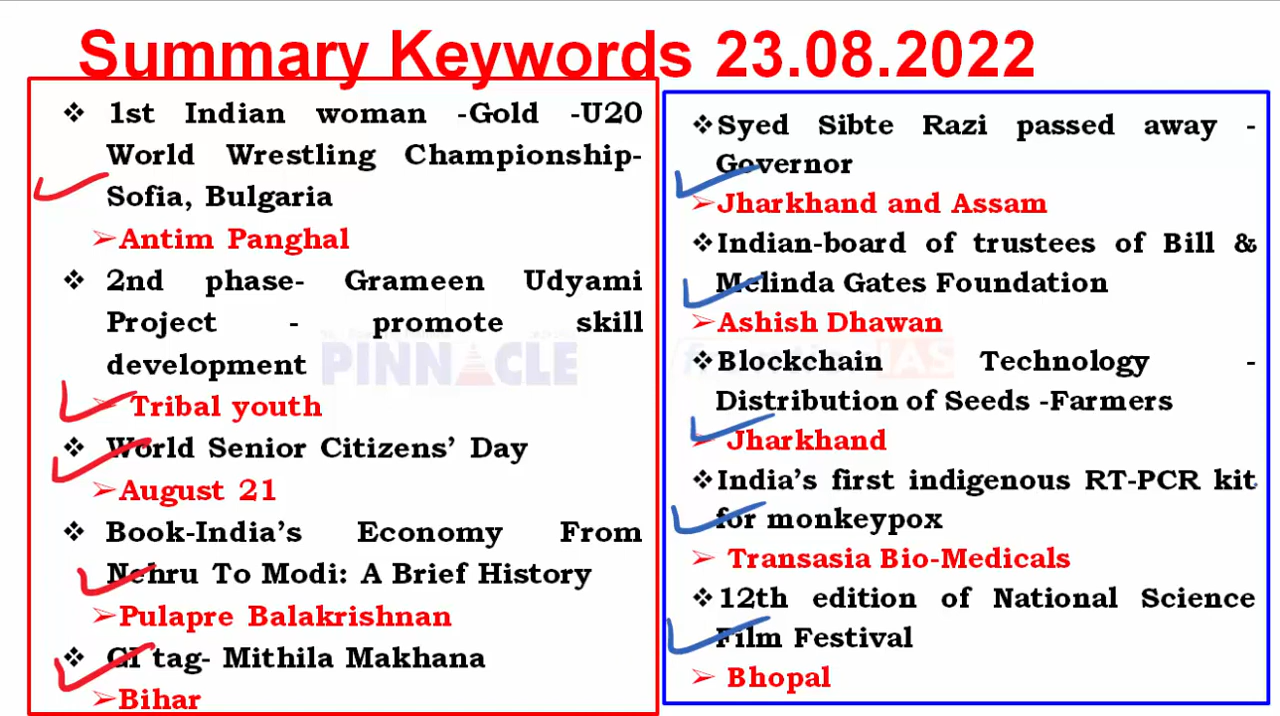 Summary Keywords 23.08.2022
❖ 1st Indian woman -Gold -U20
World Wrestling Championship-
Sofia, Bulgaria
➢Antim Panghal
❖ 2nd phase- Grameen Udyami
Project - promote skill
development
➢ Tribal youth
❖ World Senior Citizens’ Day
➢August 21
❖ Book-India’s Economy From
Nehru To Modi: A Brief History
➢Pulapre Balakrishnan
❖ GI tag- Mithila Makhana
➢Bihar
❖Syed Sibte Razi passed away -
Governor
➢Jharkhand and Assam
❖Indian-board of trustees of Bill &
Melinda Gates Foundation
➢Ashish Dhawan
❖Blockchain Technology -
Distribution of Seeds -Farmers
➢ Jharkhand
❖India’s first indigenous RT-PCR kit
for monkeypox
➢ Transasia Bio-Medicals
❖12th edition of National Science
Film Festival
➢ Bhopal
PINNACLE
IAS